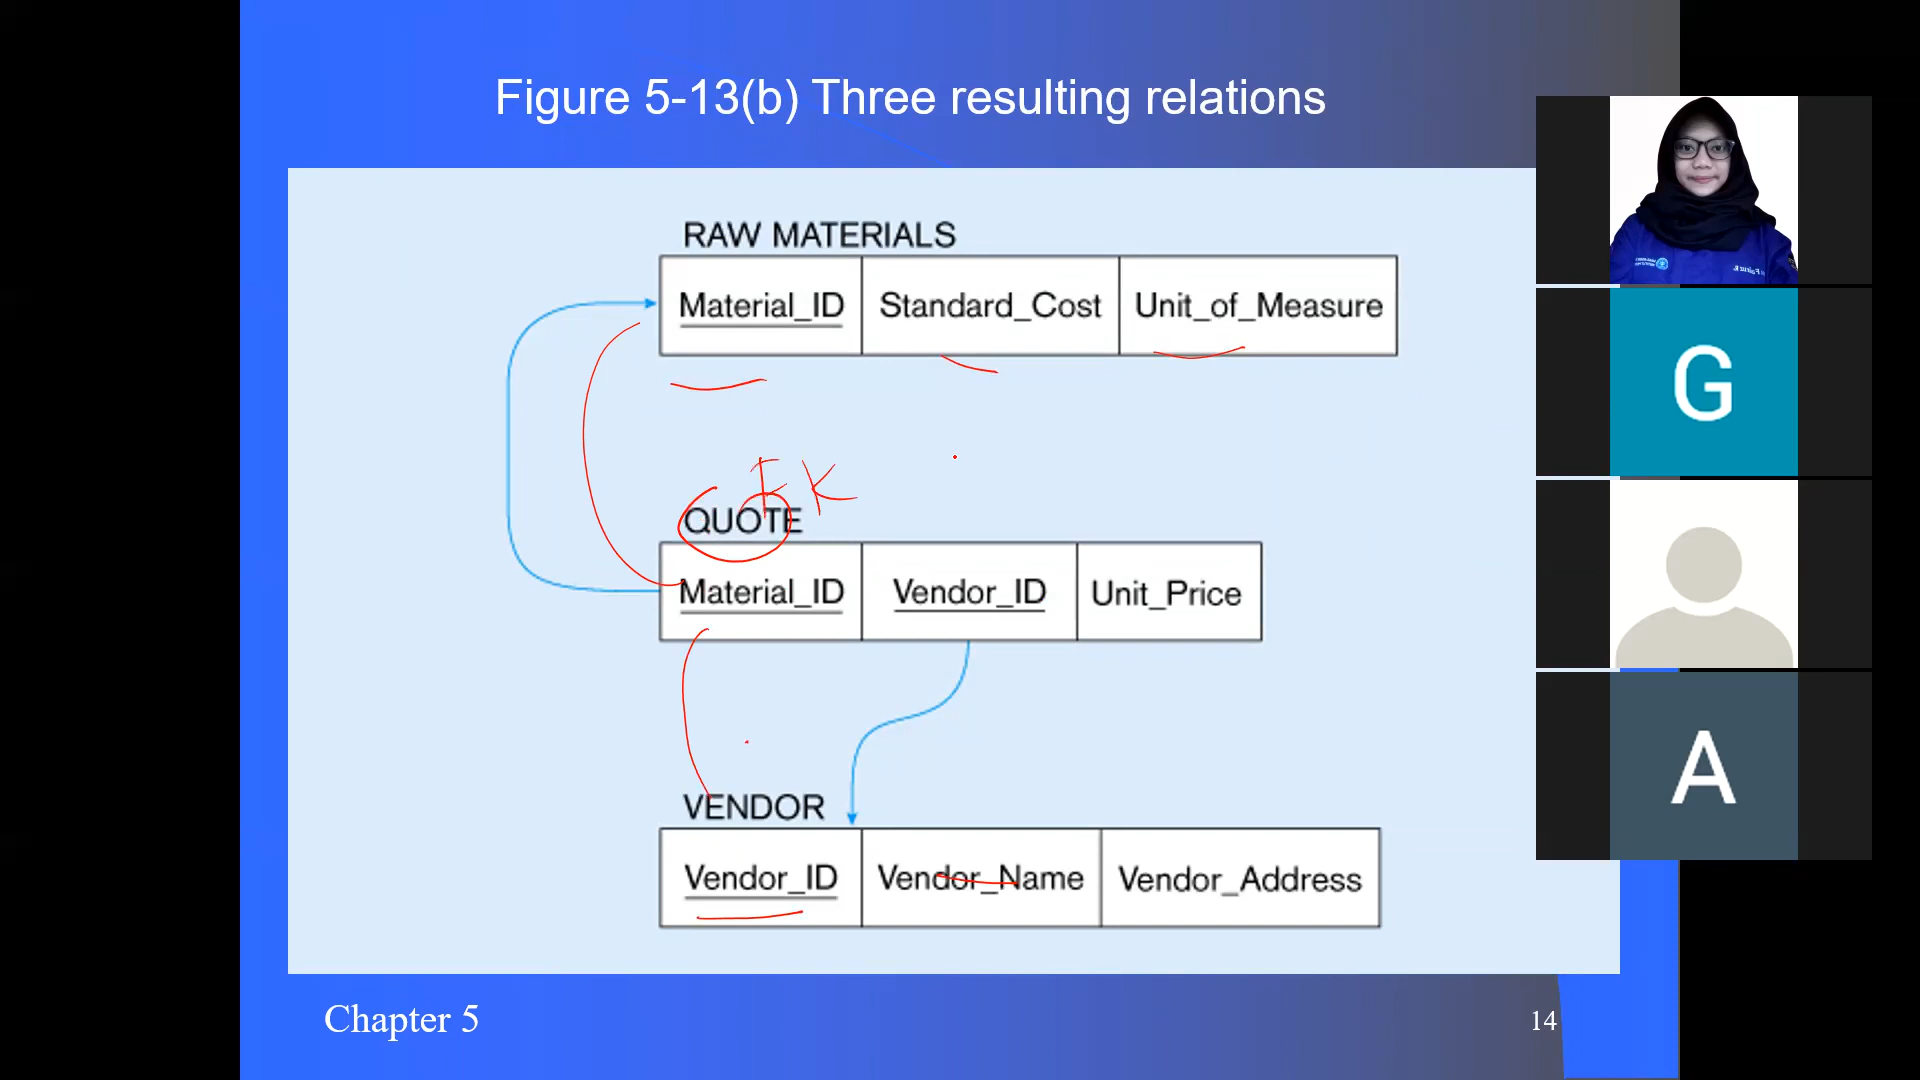 Figure 5-13(b) Three resulting relations
RAW MATERIALS
Material_ID Standard_Cost Unit_of_Measure
FK
QUOTE
Material_ID Vendor_ID Unit_Price
VENDOR
Vendor_ID Vendor_Name Vendor_Address
Chapter 5
14
G
A